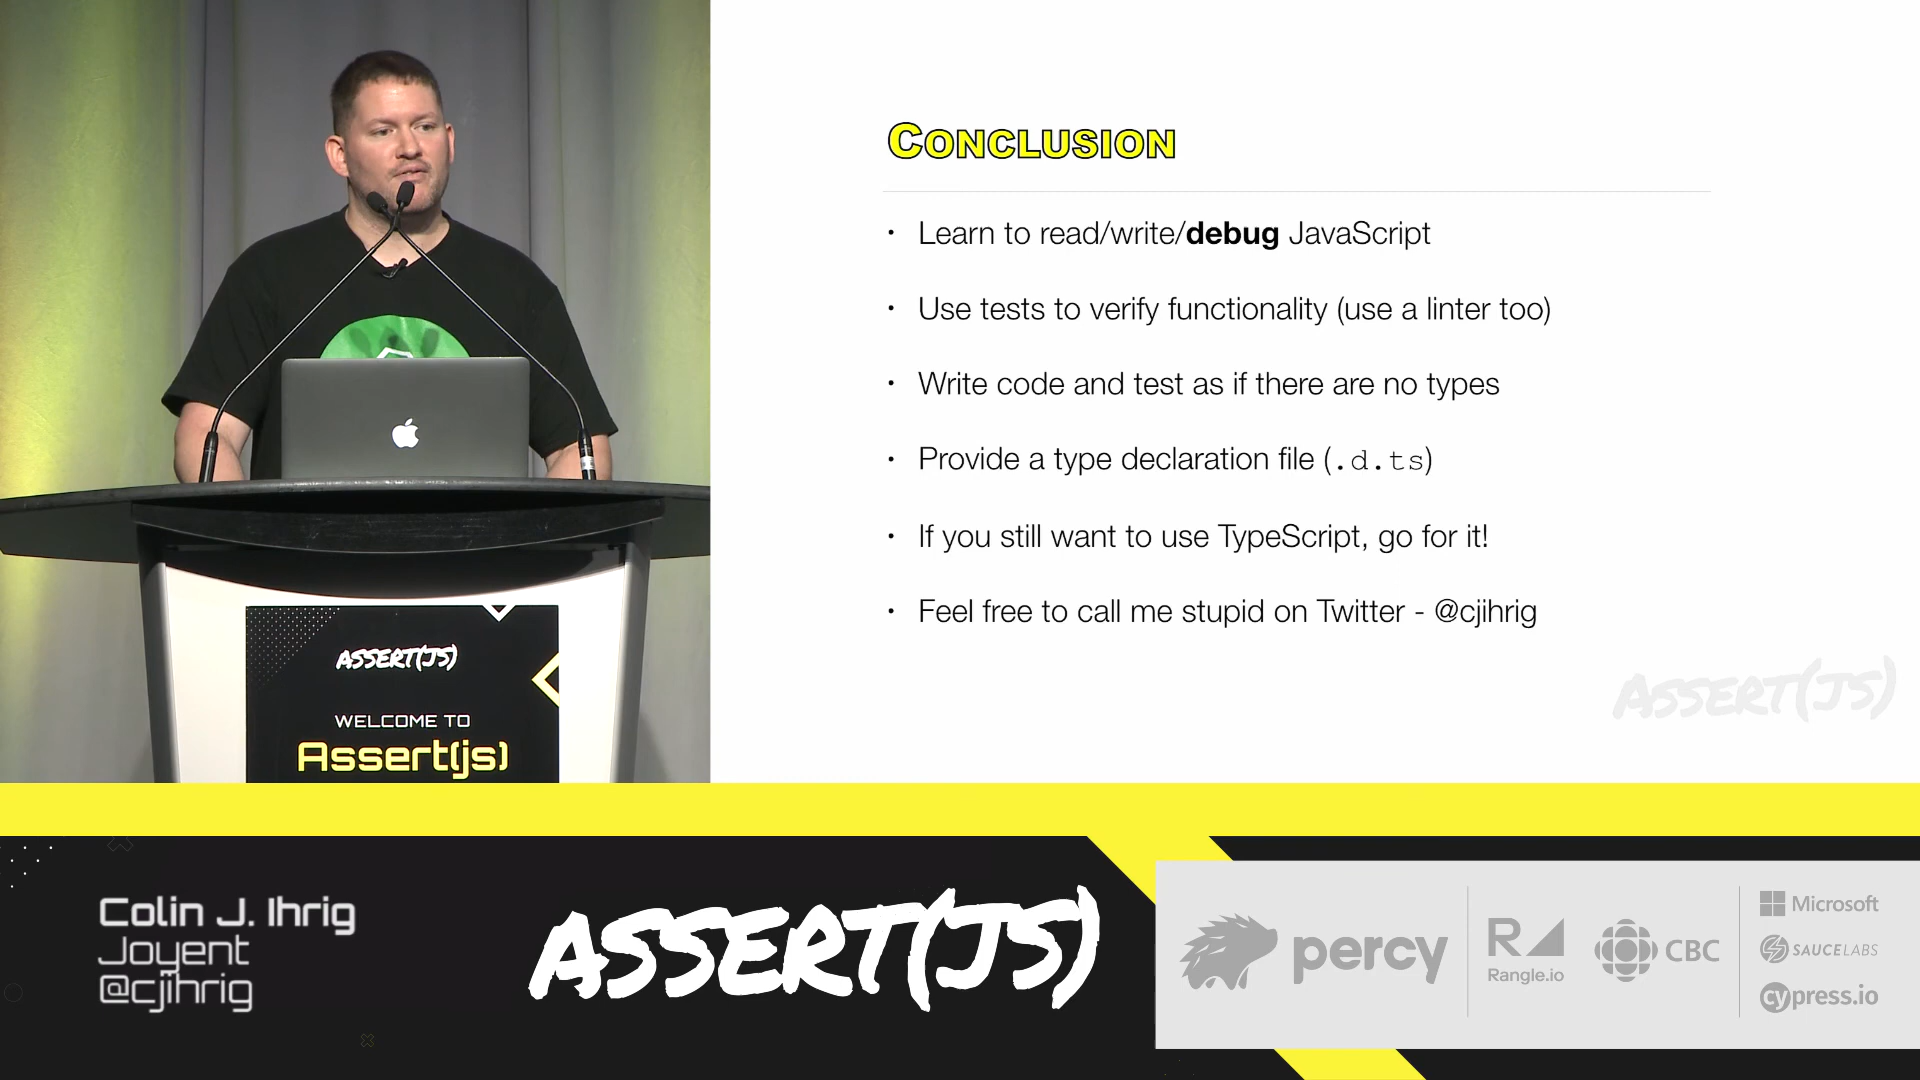 CONCLUSION
• Learn to read/write/debug JavaScript
• Use tests to verify functionality (use a linter too)
• Write code and test as if there are no types
• Provide a type declaration file (.d.ts)
• If you still want to use TypeScript, go for it!
• Feel free to call me stupid on Twitter - @cjihrig
ASSERT(JS)
ASSERT(JS)
WELCOME TO
Assert(js)
Colin J. Ihrig
Joyent
@cjihrig
ASSERT(JS)
percy
R
Rangle.io
CBC
Microsoft
SAUCELABS
cypress.io